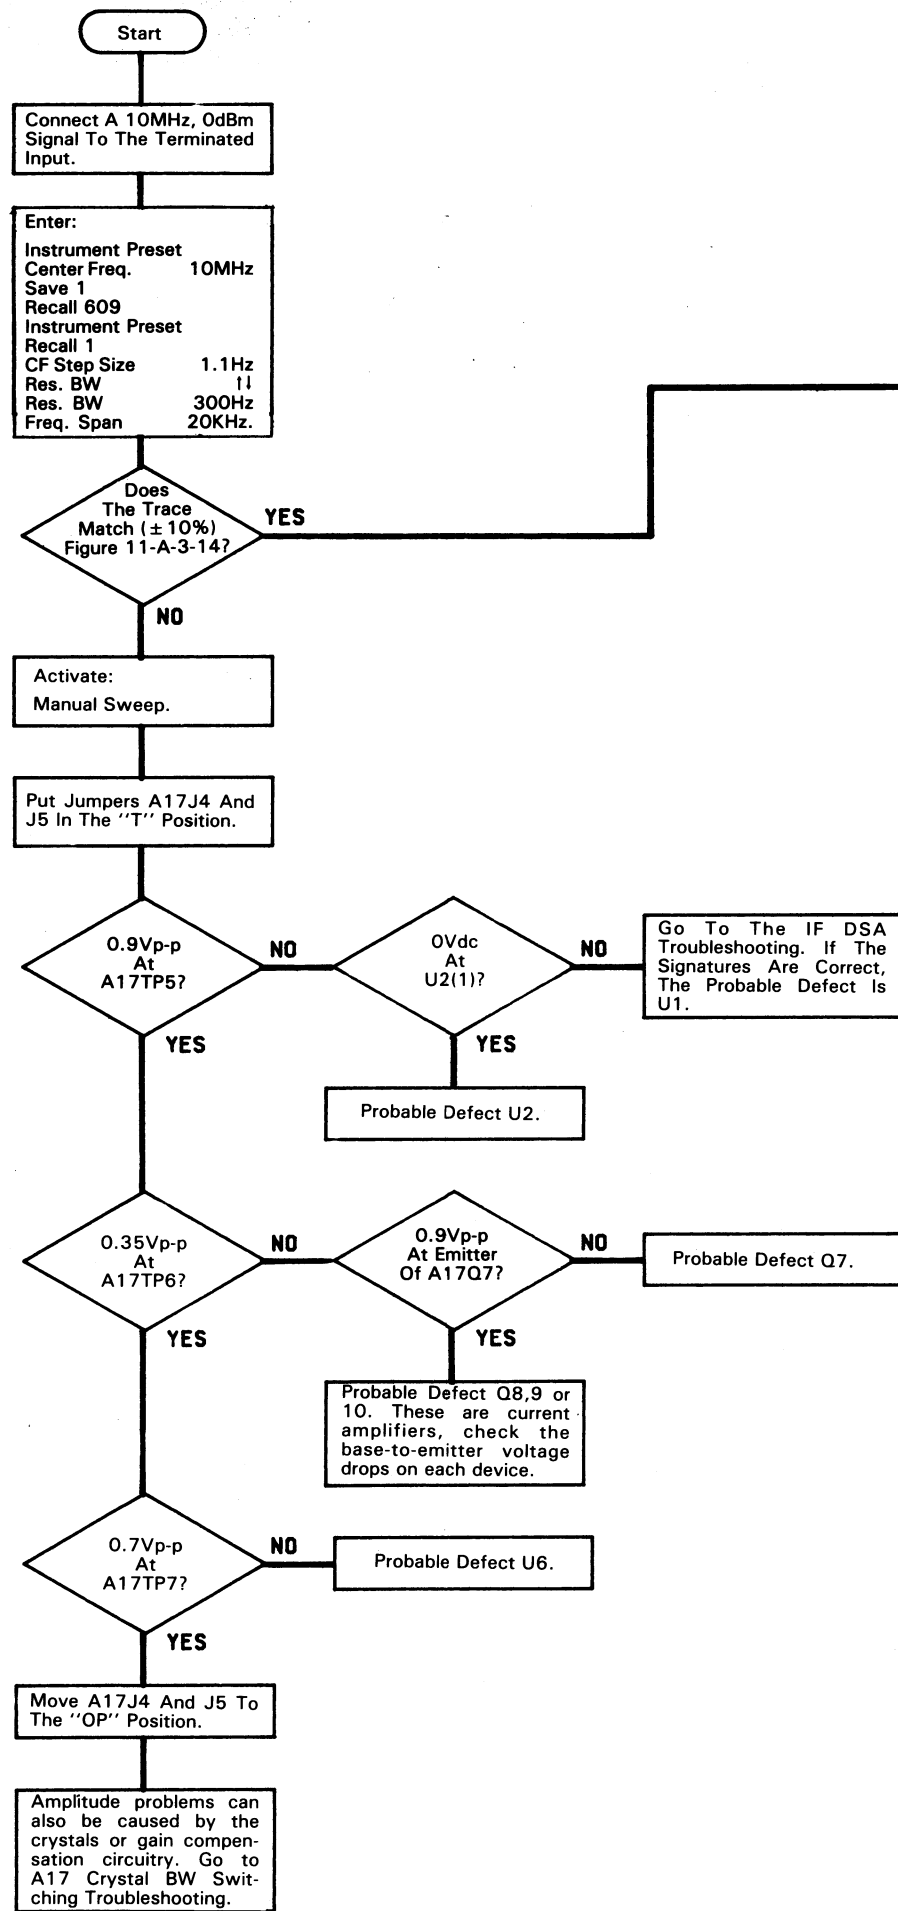 Start
Connect A 10MHz, 0dBm
Signal To The Terminated
Input.
Enter:
Instrument Preset
Center Freq. 10MHz
Save 1
Recall 609
Instrument Preset
Recall 1
CF Step Size 1.1Hz
Res. BW ↑↓
Res. BW 300Hz
Freq. Span 20KHz.
Does
The Trace
Match (±10%)
Figure 11-A-3-14?
YES
NO
Activate:
Manual Sweep.
Put Jumpers A17J4 And
J5 In The "T" Position.
0.9Vp-p
At
A17TP5?
NO
YES
0Vdc
At
U2(1)?
NO
YES
Go To The IF DSA
Troubleshooting. If The
Signatures Are Correct,
The Probable Defect Is
U1.
Probable Defect U2.
0.35Vp-p
At
A17TP6?
NO
YES
0.9Vp-p
At Emitter
Of A17Q7?
NO
YES
Probable Defect Q7.
Probable Defect Q8,9 or
10. These are current
amplifiers, check the
base-to-emitter voltage
drops on each device.
0.7Vp-p
At
A17TP7?
NO
YES
Probable Defect U6.
Move A17J4 And J5 To
The "OP" Position.
Amplitude problems can
also be caused by the
crystals or gain compen-
sation circuitry. Go to
A17 Crystal BW Swit-
ching Troubleshooting.